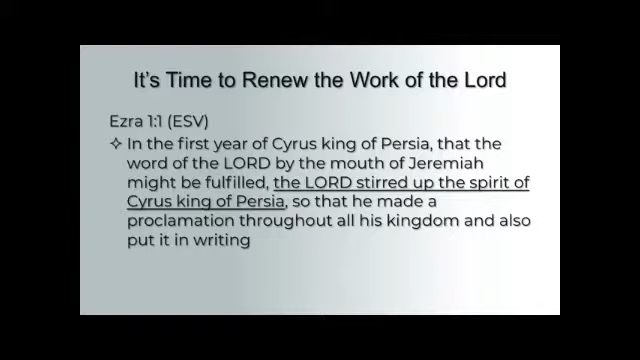 It's Time to Renew the Work of the Lord
Ezra 1:1 (ESV)
✧ In the first year of Cyrus king of Persia, that the
word of the LORD by the mouth of Jeremiah
might be fulfilled, the LORD stirred up the spirit of
Cyrus king of Persia, so that he made a
proclamation throughout all his kingdom and also
put it in writing